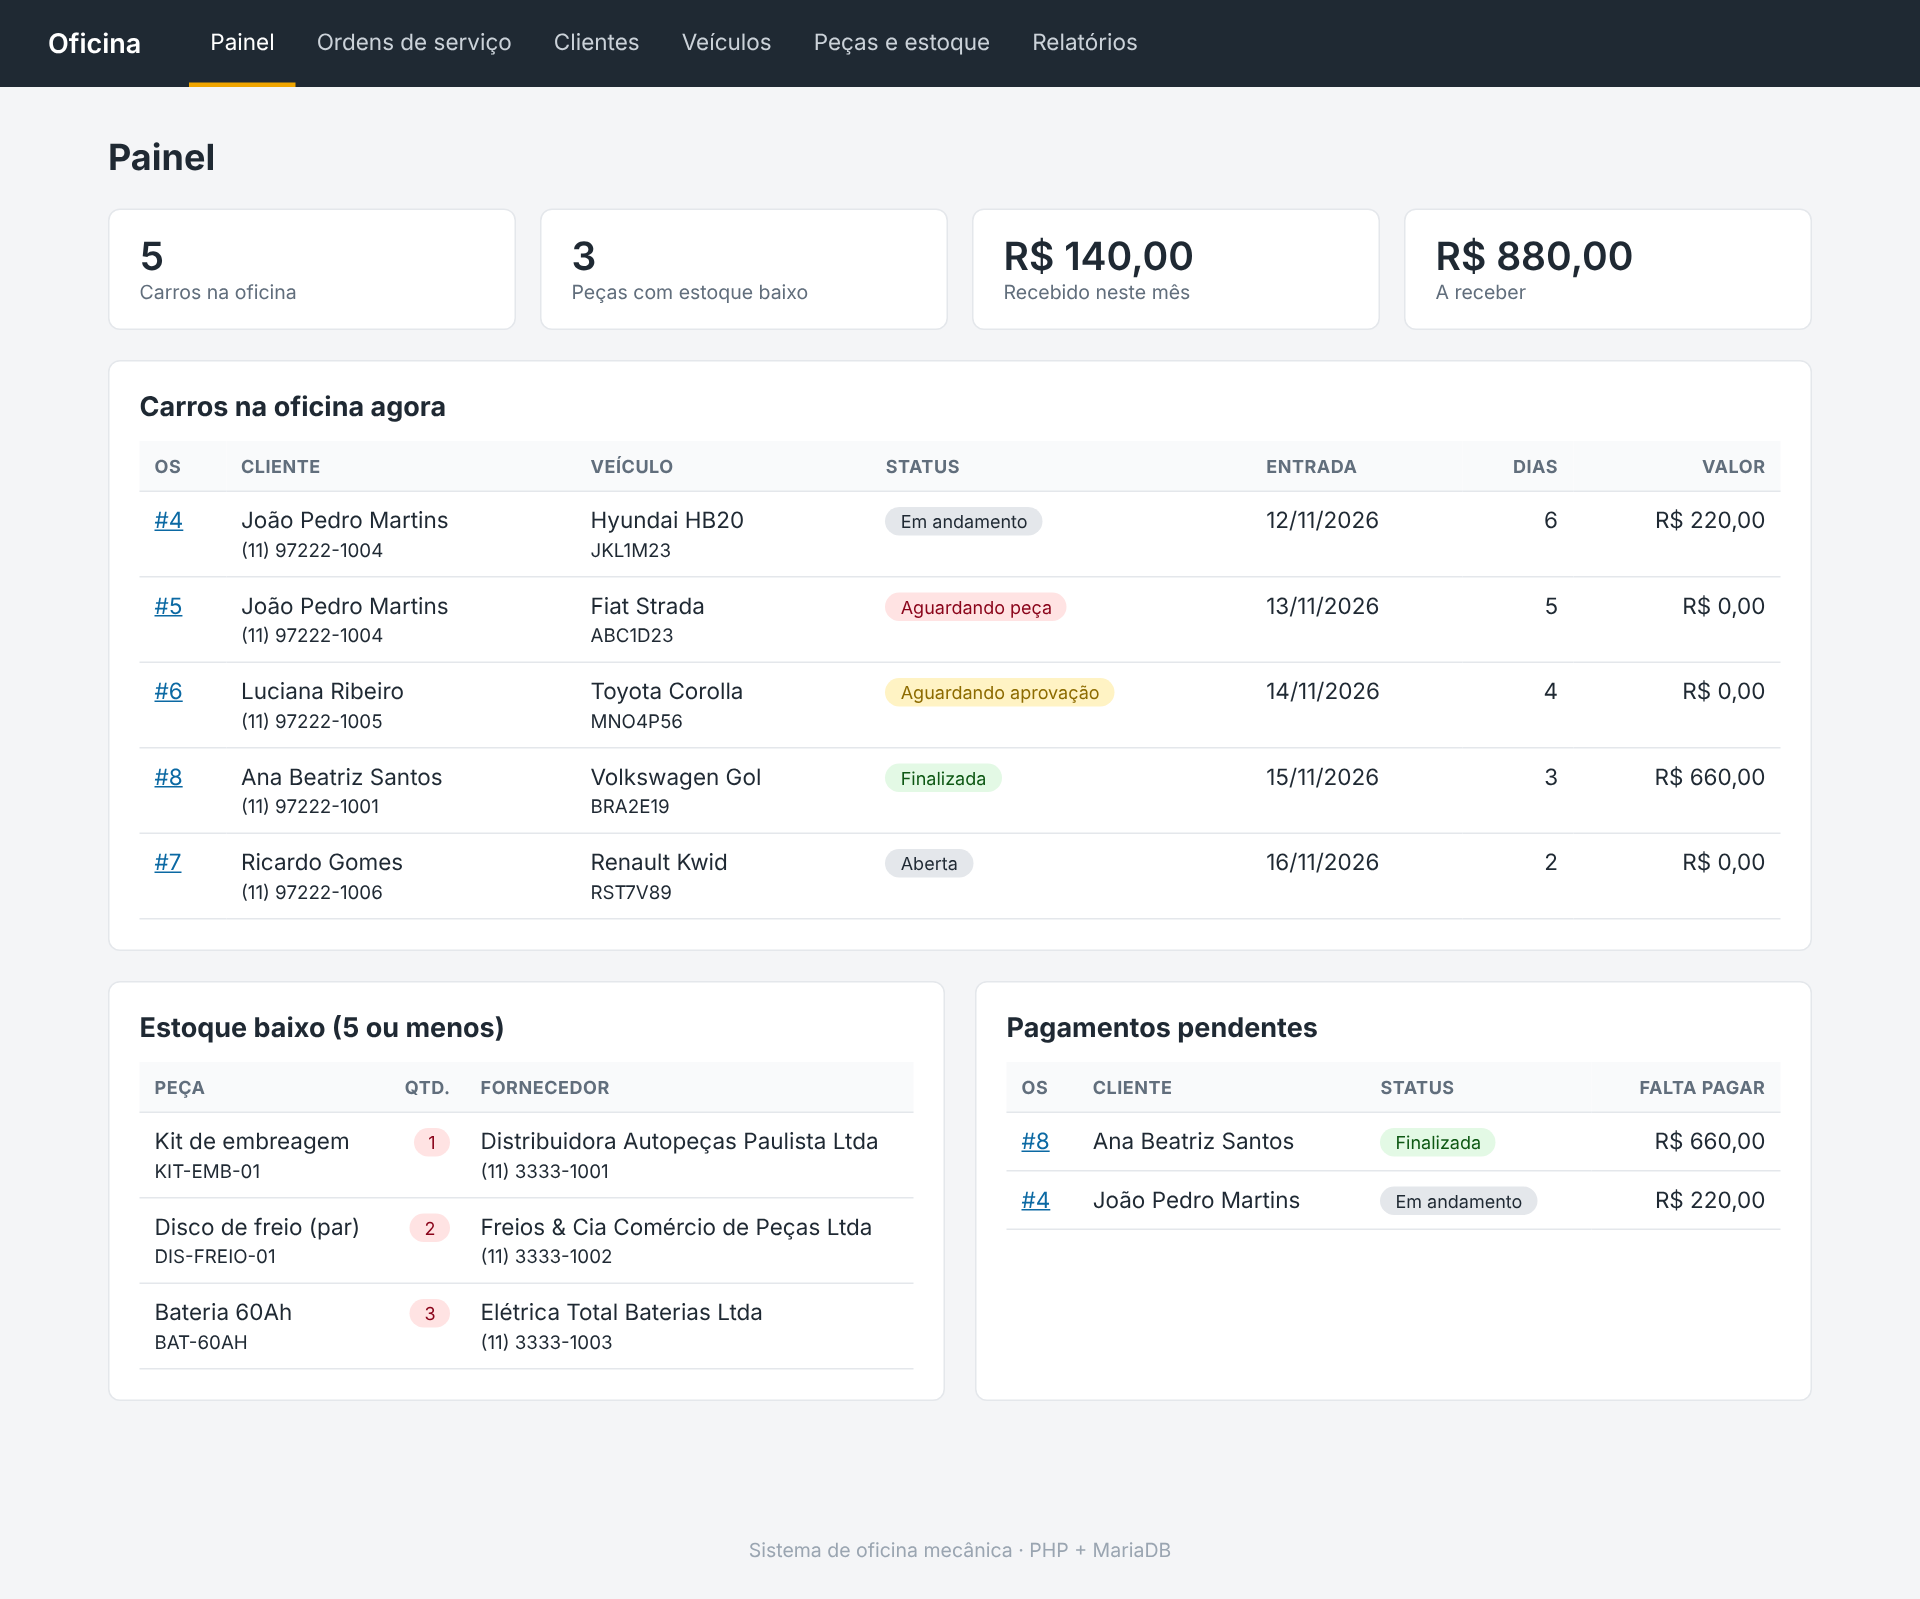 Oficina Painel Ordens de serviço Clientes Veículos Peças e estoque Relatórios
Painel
5
Carros na oficina
3
Peças com estoque baixo
R$ 140,00
Recebido neste mês
R$ 880,00
A receber
Carros na oficina agora
OS CLIENTE VEÍCULO STATUS ENTRADA DIAS VALOR
#4 João Pedro Martins Hyundai HB20 Em andamento 12/11/2026 6 R$ 220,00
(11) 97222-1004 JKL1M23
#5 João Pedro Martins Fiat Strada Aguardando peça 13/11/2026 5 R$ 0,00
(11) 97222-1004 ABC1D23
#6 Luciana Ribeiro Toyota Corolla Aguardando aprovação 14/11/2026 4 R$ 0,00
(11) 97222-1005 MNO4P56
#8 Ana Beatriz Santos Volkswagen Gol Finalizada 15/11/2026 3 R$ 660,00
(11) 97222-1001 BRA2E19
#7 Ricardo Gomes Renault Kwid Aberta 16/11/2026 2 R$ 0,00
(11) 97222-1006 RST7V89
Estoque baixo (5 ou menos)
PEÇA QTD. FORNECEDOR
Kit de embreagem 1 Distribuidora Autopeças Paulista Ltda
KIT-EMB-01 (11) 3333-1001
Disco de freio (par) 2 Freios & Cia Comércio de Peças Ltda
DIS-FREIO-01 (11) 3333-1002
Bateria 60Ah 3 Elétrica Total Baterias Ltda
BAT-60AH (11) 3333-1003
Pagamentos pendentes
OS CLIENTE STATUS FALTA PAGAR
#8 Ana Beatriz Santos Finalizada R$ 660,00
#4 João Pedro Martins Em andamento R$ 220,00
Sistema de oficina mecânica · PHP + MariaDB